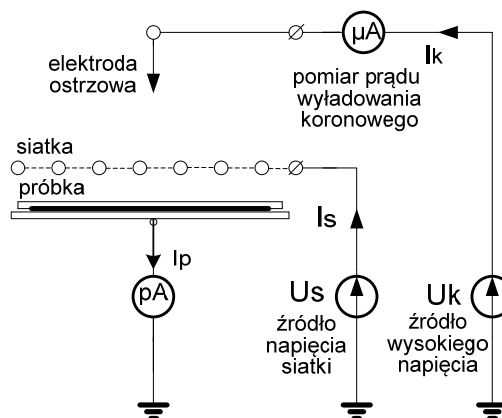 µA
Ik
elektroda
ostrzowa
pomiar prądu
wyładowania
koronowego
siatka
próbka
Is
Ip
pA
Us
źródło
napięcia
siatki
Uk
źródło
wysokiego
napięcia